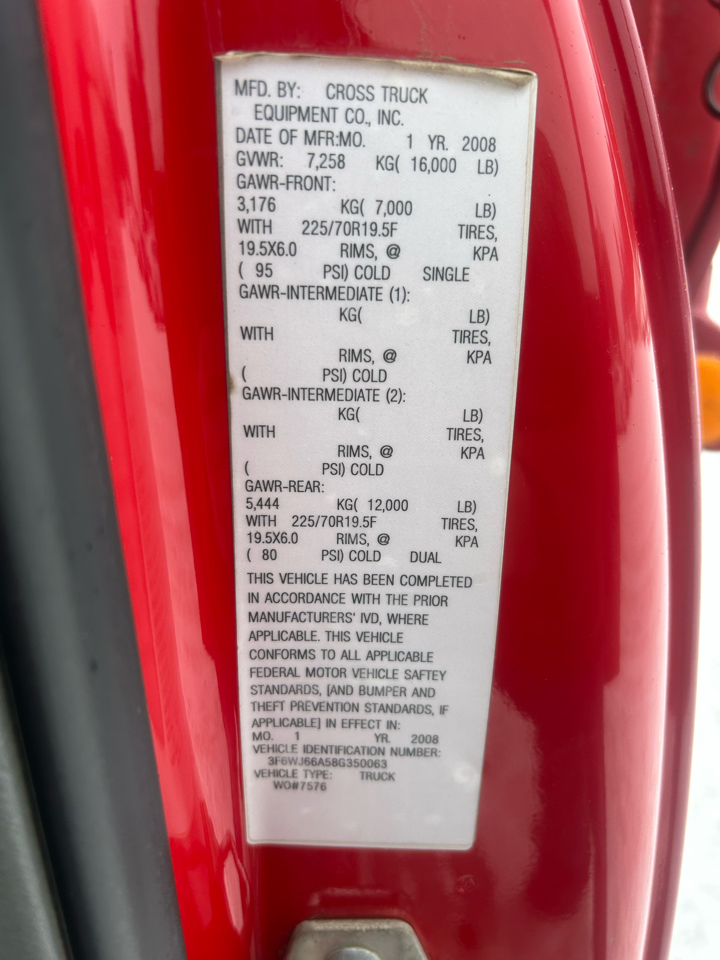 MFD. BY: CROSS TRUCK
EQUIPMENT CO., INC.
DATE OF MFR:MO. 1 YR. 2008
GVWR: 7,258 KG( 16,000 LB)
GAWR-FRONT:
3,176 KG( 7,000 LB)
WITH 225/70R19.5F TIRES,
19.5X6.0 RIMS, @ KPA
( 95 PSI) COLD SINGLE
GAWR-INTERMEDIATE (1):
KG( LB)
WITH TIRES,
RIMS, @ KPA
( PSI) COLD
GAWR-INTERMEDIATE (2):
KG( LB)
WITH TIRES,
RIMS, @ KPA
( PSI) COLD
GAWR-REAR:
5,444 KG( 12,000 LB)
WITH 225/70R19.5F TIRES,
19.5X6.0 RIMS, @ KPA
( 80 PSI) COLD DUAL
THIS VEHICLE HAS BEEN COMPLETED
IN ACCORDANCE WITH THE PRIOR
MANUFACTURERS' IVD, WHERE
APPLICABLE. THIS VEHICLE
CONFORMS TO ALL APPLICABLE
FEDERAL MOTOR VEHICLE SAFTEY
STANDARDS, [AND BUMPER AND
THEFT PREVENTION STANDARDS, IF
APPLICABLE] IN EFFECT IN:
MO. 1 YR. 2008
VEHICLE IDENTIFICATION NUMBER:
3F6WJ66A58G350063
VEHICLE TYPE: TRUCK
WO#7576